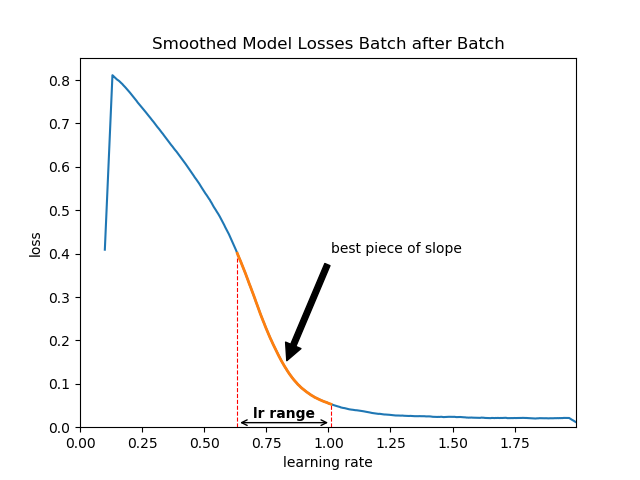 Smoothed Model Losses Batch after Batch
0.8
0.7
0.6
0.5
0.4
0.3
0.2
0.1
0.0
loss
best piece of slope
lr range
0.00 0.25 0.50 0.75 1.00 1.25 1.50 1.75
learning rate